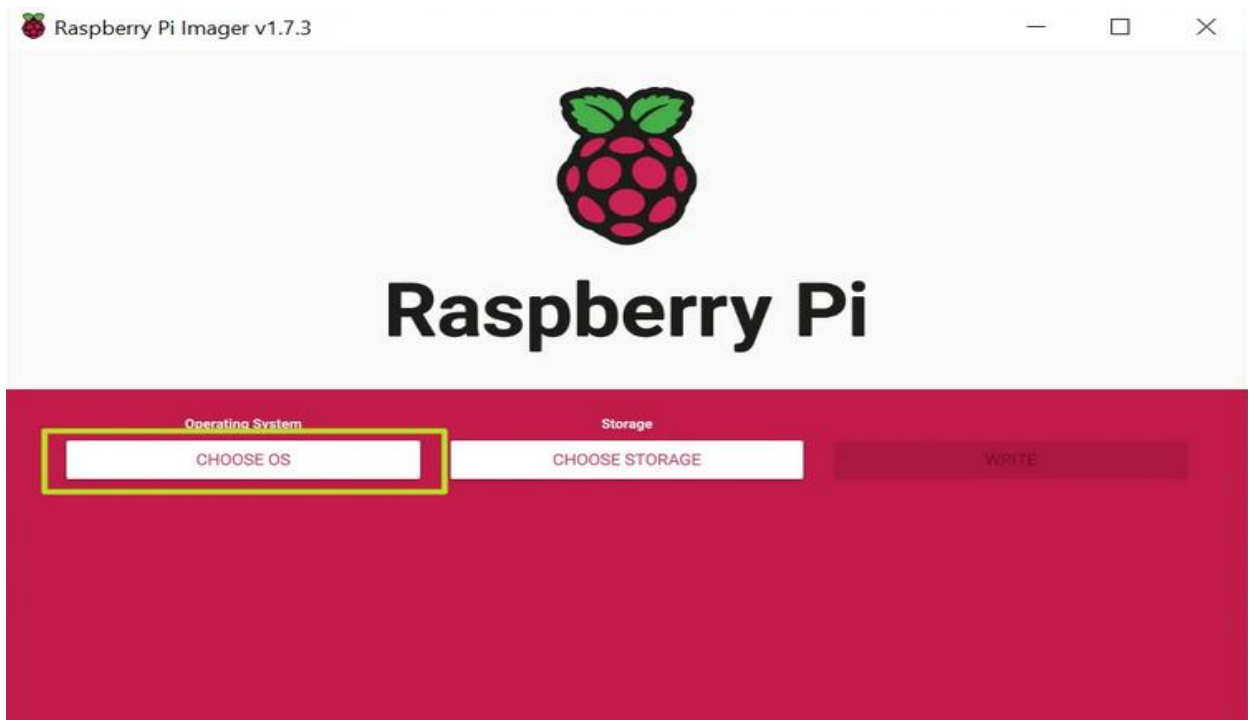 Raspberry Pi Imager v1.7.3
Raspberry Pi
Operating System
Storage
CHOOSE OS
CHOOSE STORAGE
WRITE